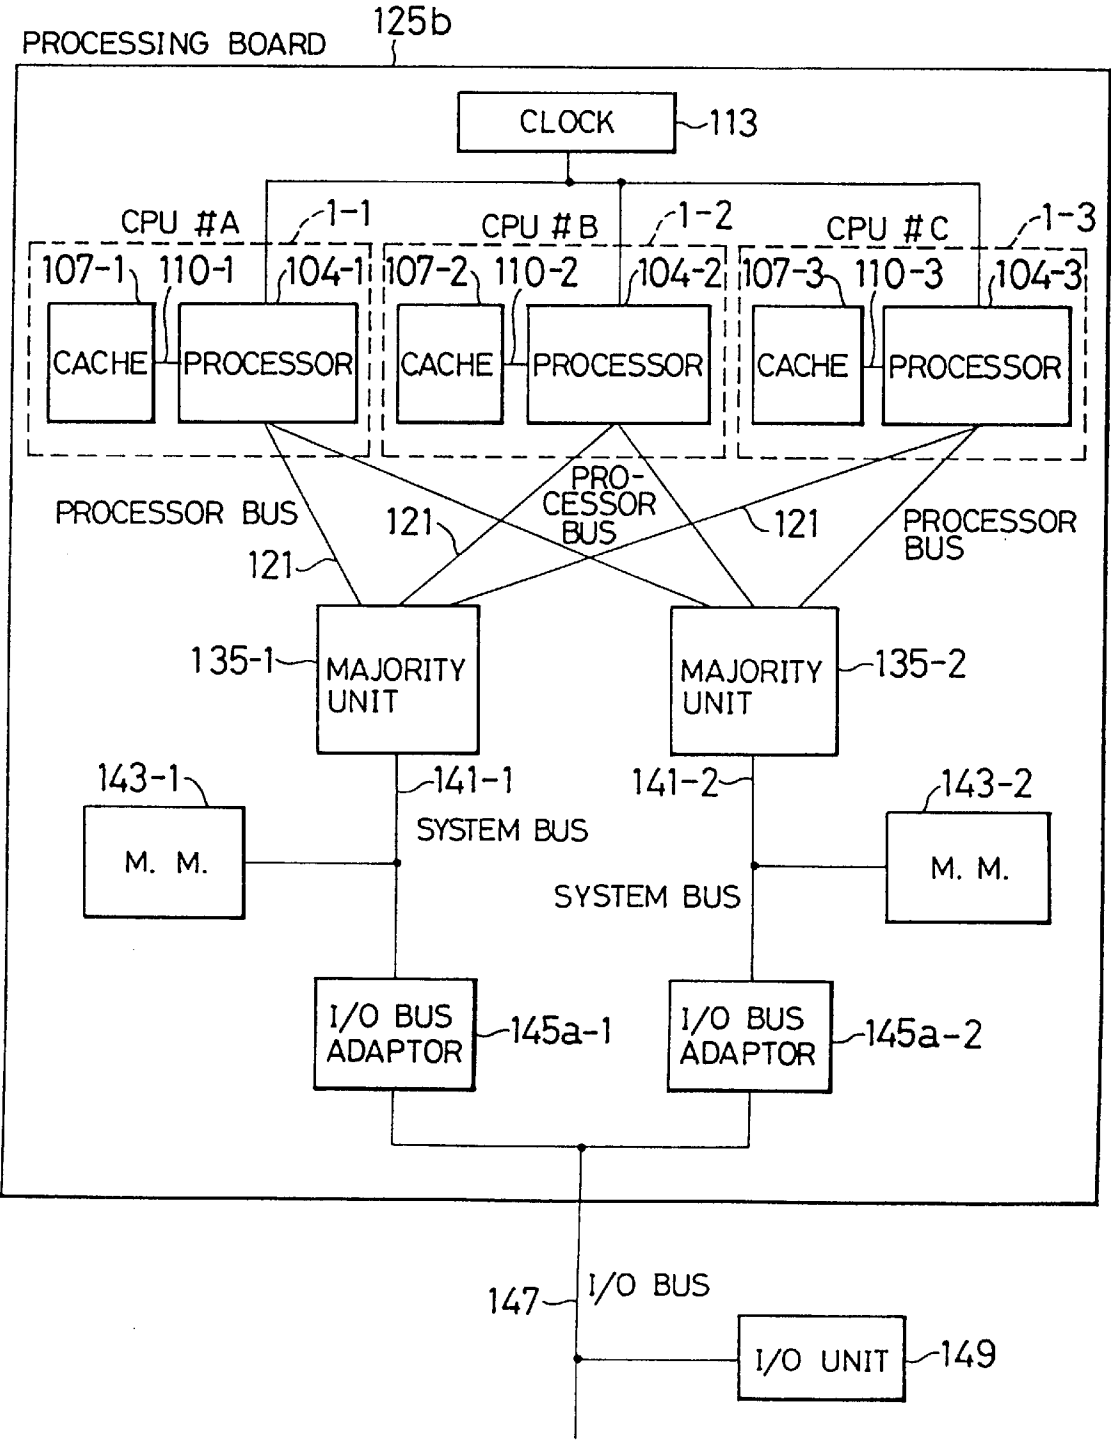 125b
PROCESSING BOARD
CLOCK
113
CPU #A
1-1
CPU #B
1-2
CPU #C
1-3
107-1
110-1
104-1
107-2
110-2
104-2
107-3
110-3
104-3
CACHE
PROCESSOR
CACHE
PROCESSOR
CACHE
PROCESSOR
PROCESSOR BUS
121
121
PRO-
CESSOR
BUS
121
PROCESSOR
BUS
135-1
MAJORITY
UNIT
MAJORITY
UNIT
135-2
143-1
141-1
141-2
143-2
SYSTEM BUS
M. M.
M. M.
SYSTEM BUS
I/O BUS
ADAPTOR
145a-1
I/O BUS
ADAPTOR
145a-2
147
I/O BUS
I/O UNIT
149